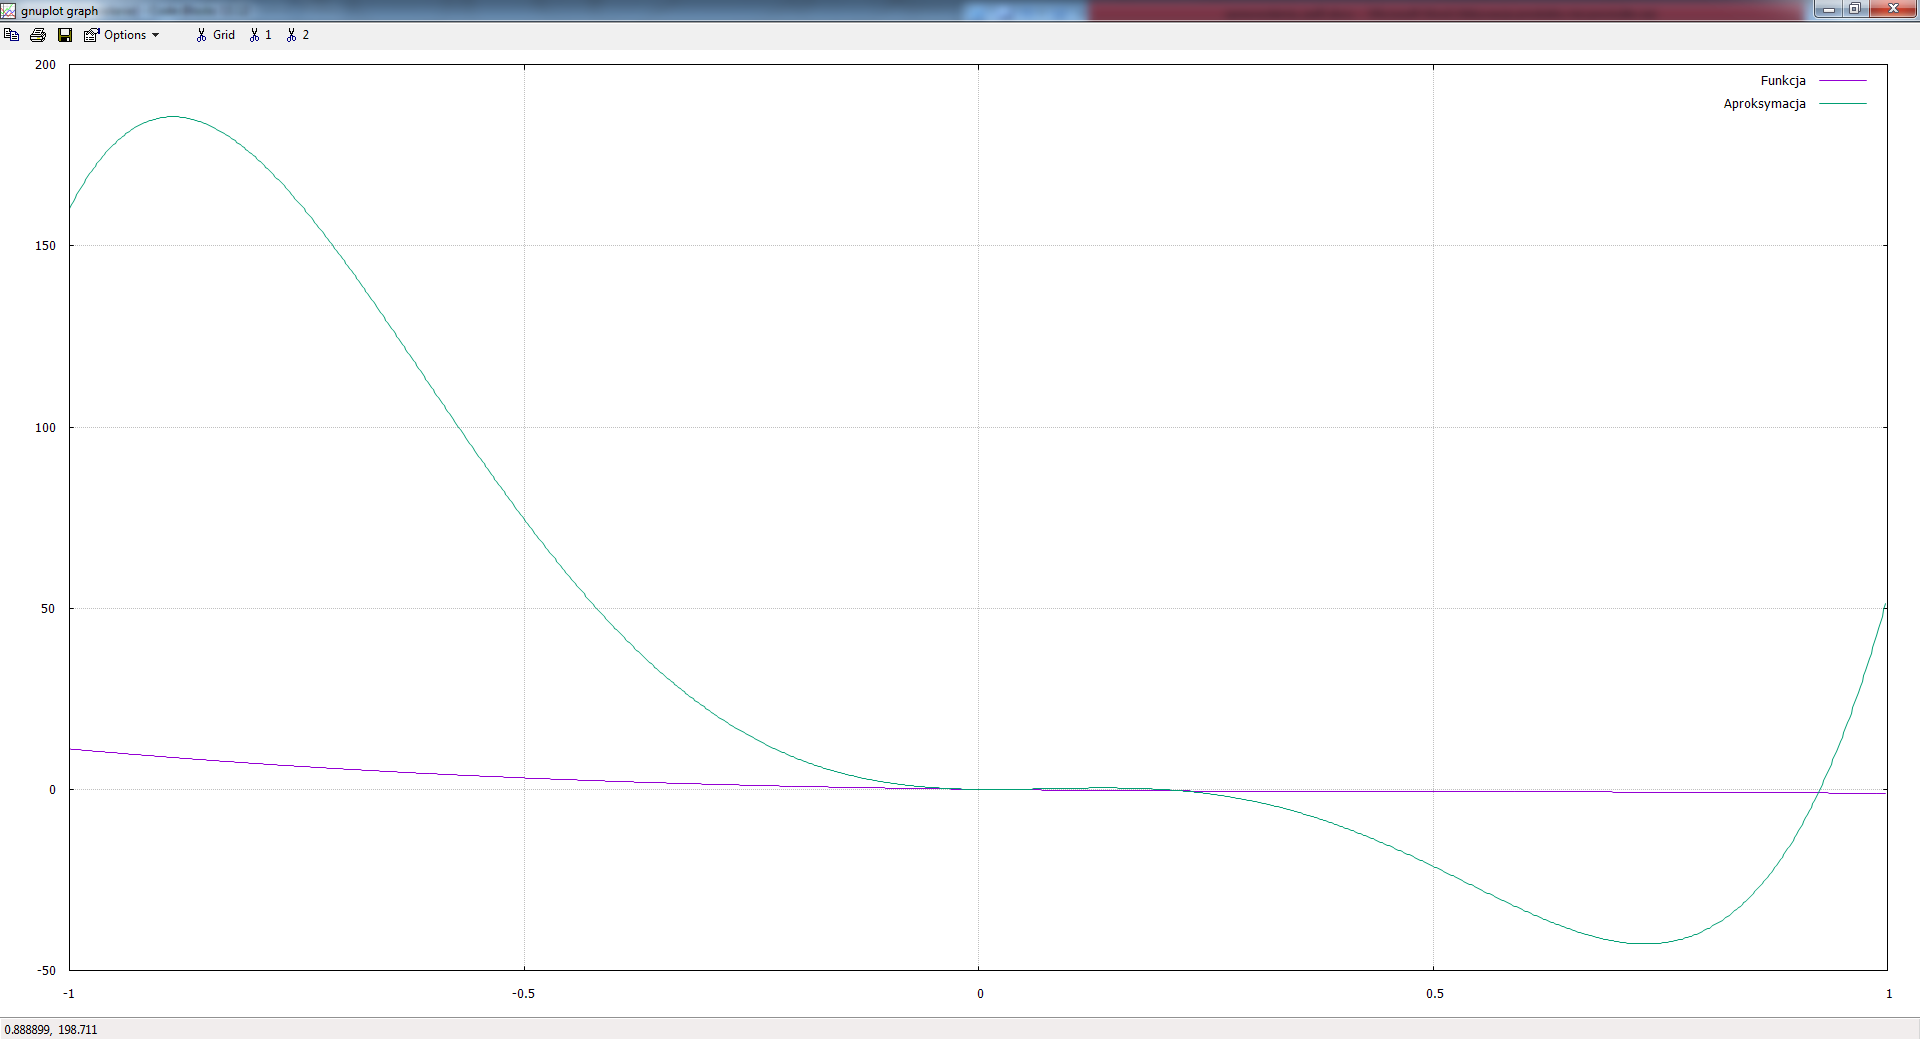 gnuplot graph
Options Grid 1 2
Funkcja
Aproksymacja
200
150
100
50
0
-50
-1 -0.5 0 0.5 1
0.888899, 198.711